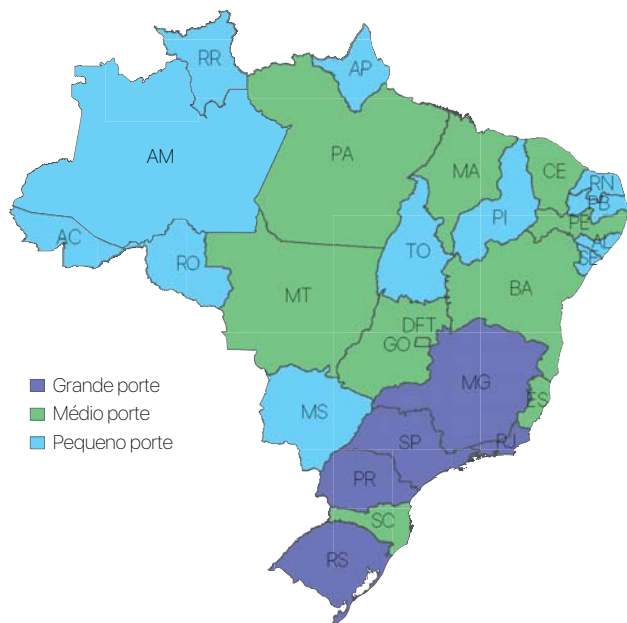 RR
AP
AM
PA
MA
CE
RN
PB
PI
PE
AC
AL
TO
SE
RO
BA
MT
DFT
GO
MG
Grande porte
ES
MS
Médio porte
SP
RJ
Pequeno porte
PR
SC
RS